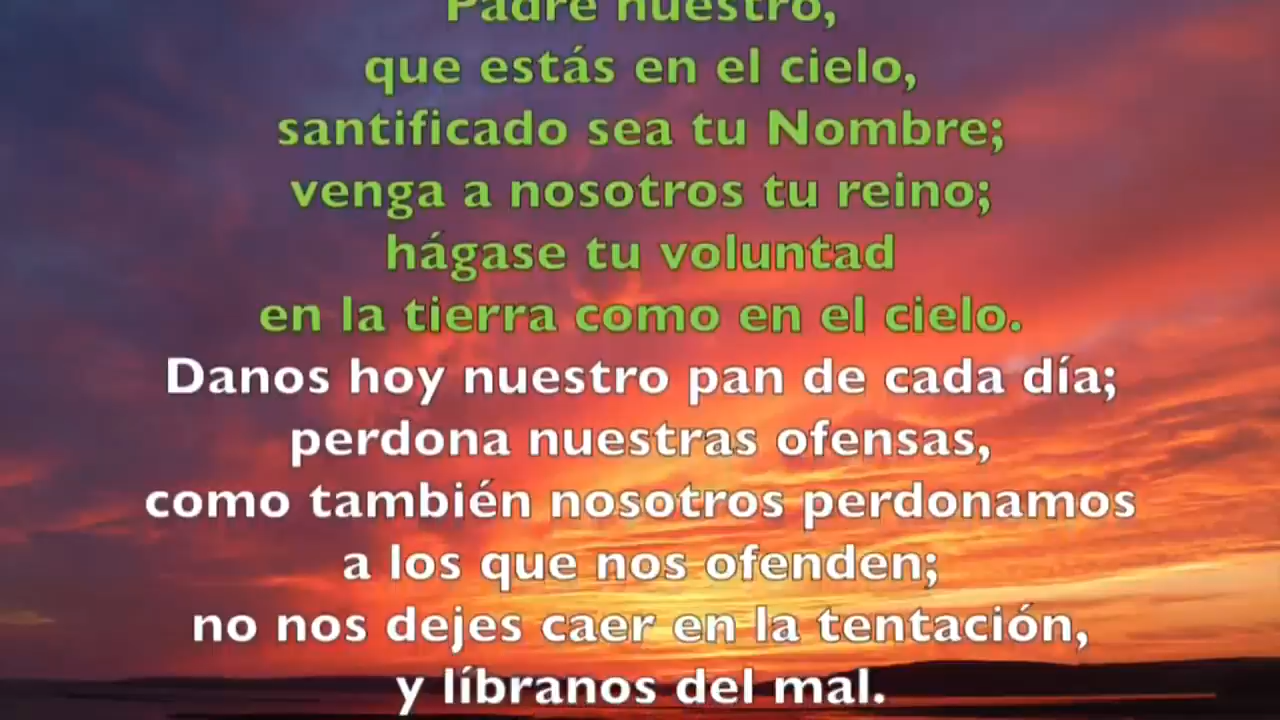 Padre nuestro,
que estás en el cielo,
santificado sea tu Nombre;
venga a nosotros tu reino;
hágase tu voluntad
en la tierra como en el cielo.
Danos hoy nuestro pan de cada día;
perdona nuestras ofensas,
como también nosotros perdonamos
a los que nos ofenden;
no nos dejes caer en la tentación,
y líbranos del mal.